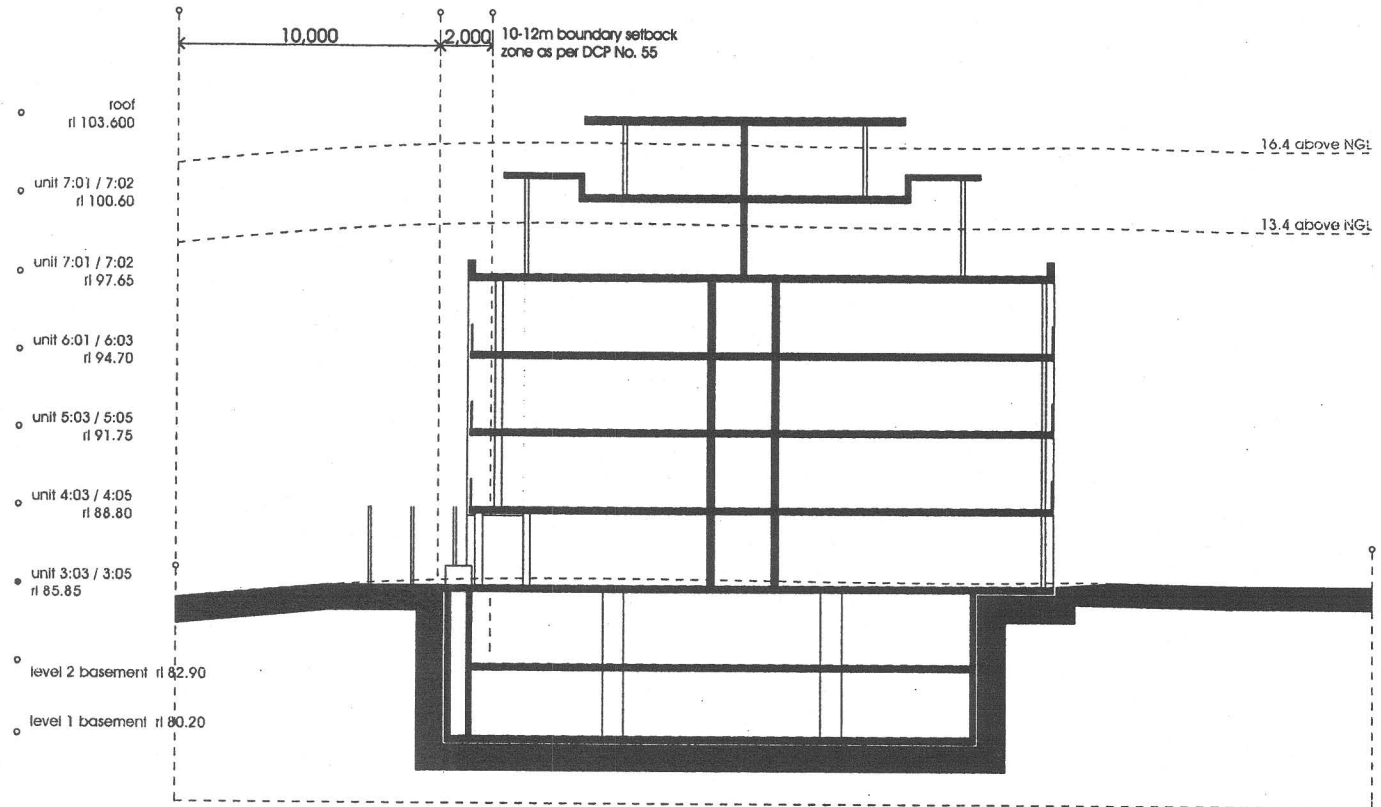 10,000
2,000
10-12m boundary setback
zone as per DCP No. 55
roof
rl 103.600
16.4 above NGL
unit 7:01 / 7:02
rl 100.60
13.4 above NGL
unit 7:01 / 7:02
rl 97.65
unit 6:01 / 6:03
rl 94.70
unit 5:03 / 5:05
rl 91.75
unit 4:03 / 4:05
rl 88.80
unit 3:03 / 3:05
rl 85.85
level 2 basement rl 82.90
level 1 basement rl 80.20